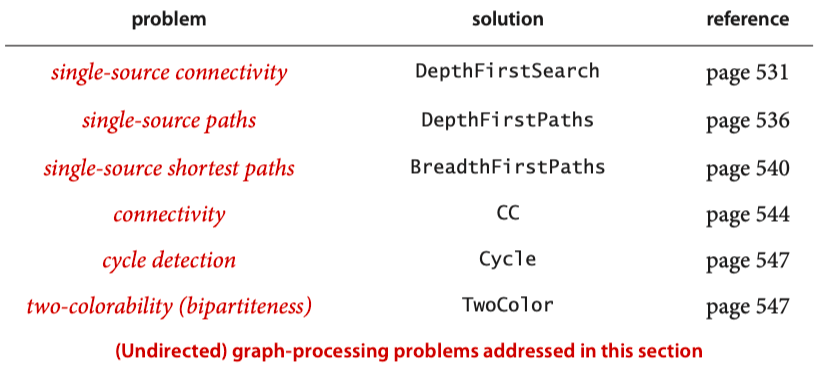 problem solution reference
single-source connectivity DepthFirstSearch page 531
single-source paths DepthFirstPaths page 536
single-source shortest paths BreadthFirstPaths page 540
connectivity CC page 544
cycle detection Cycle page 547
two-colorability (bipartiteness) TwoColor page 547
(Undirected) graph-processing problems addressed in this section